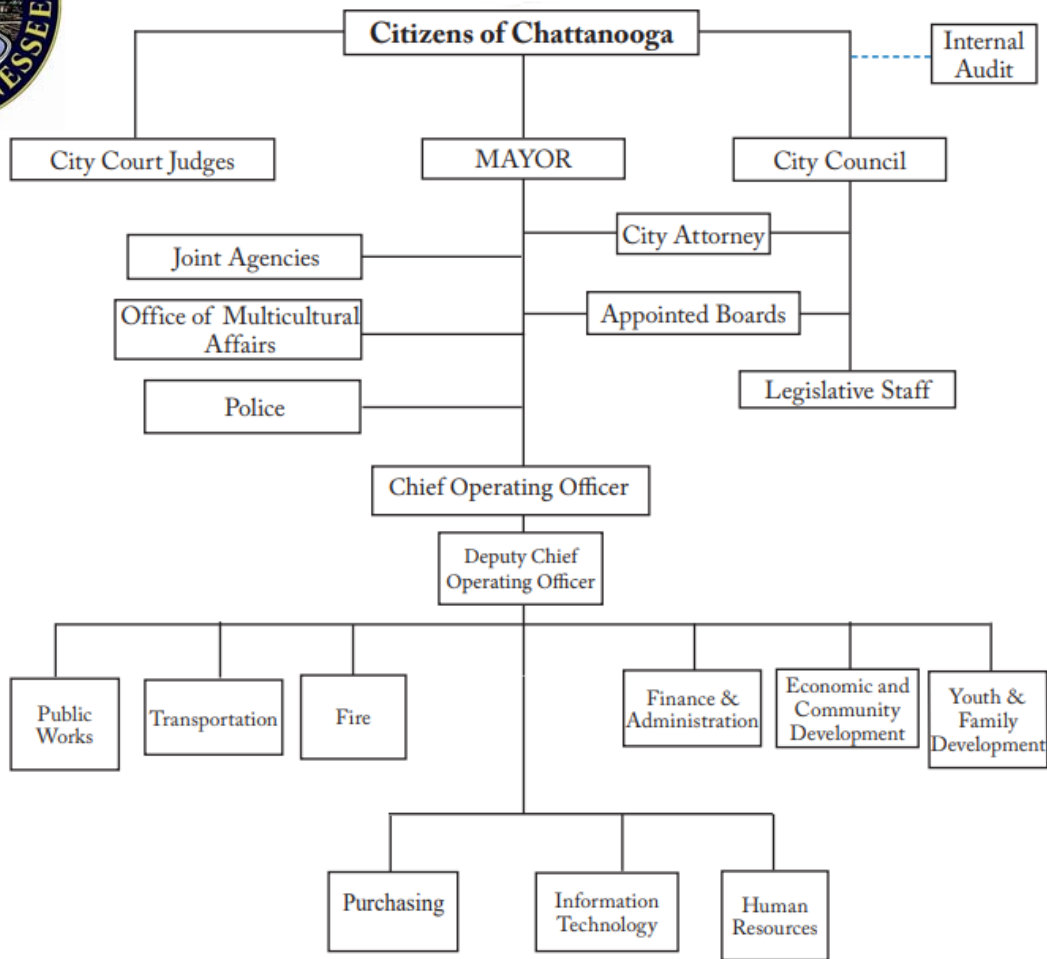 NESSEE
Citizens of Chattanooga
Internal
Audit
City Court Judges
MAYOR
City Council
City Attorney
Joint Agencies
Office of Multicultural
Affairs
Appointed Boards
Legislative Staff
Police
Chief Operating Officer
Deputy Chief
Operating Officer
Public
Works
Transportation
Fire
Finance &
Administration
Economic and
Community
Development
Youth &
Family
Development
Purchasing
Information
Technology
Human
Resources